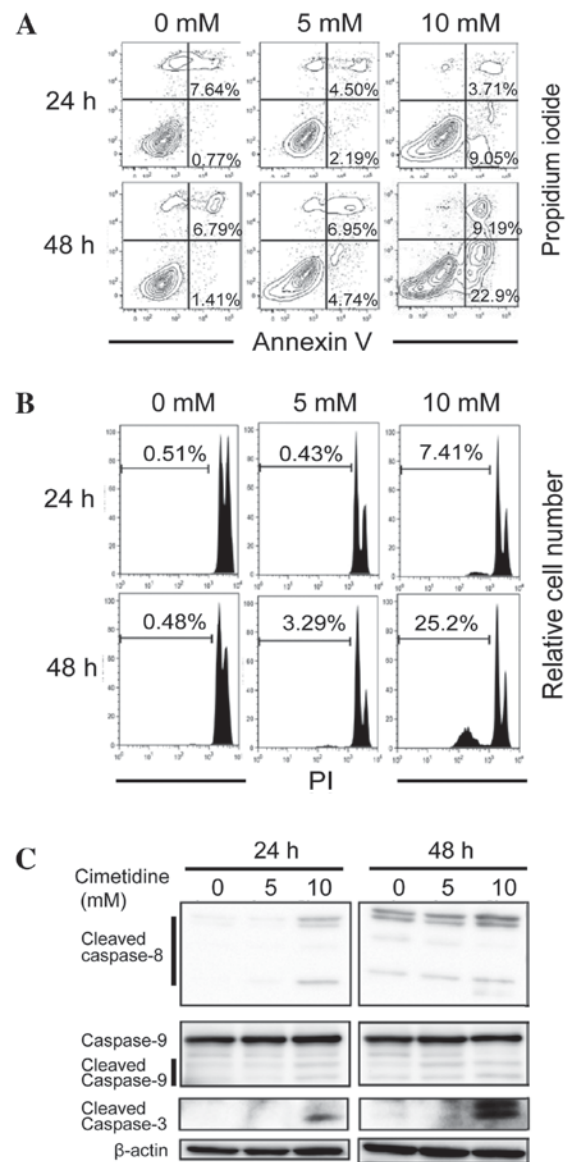 A
0 mM 5 mM 10 mM
24 h
7.64% 4.50% 3.71%
0.77% 2.19% 9.05%
48 h
6.79% 6.95% 9.19%
1.41% 4.74% 22.9%
Propidium iodide
Annexin V
B
0 mM 5 mM 10 mM
24 h
0.51% 0.43% 7.41%
48 h
0.48% 3.29% 25.2%
Relative cell number
PI
C
24 h 48 h
Cimetidine 0 5 10 0 5 10
(mM)
Cleaved
caspase-8
Caspase-9
Cleaved
Caspase-9
Cleaved
Caspase-3
β-actin